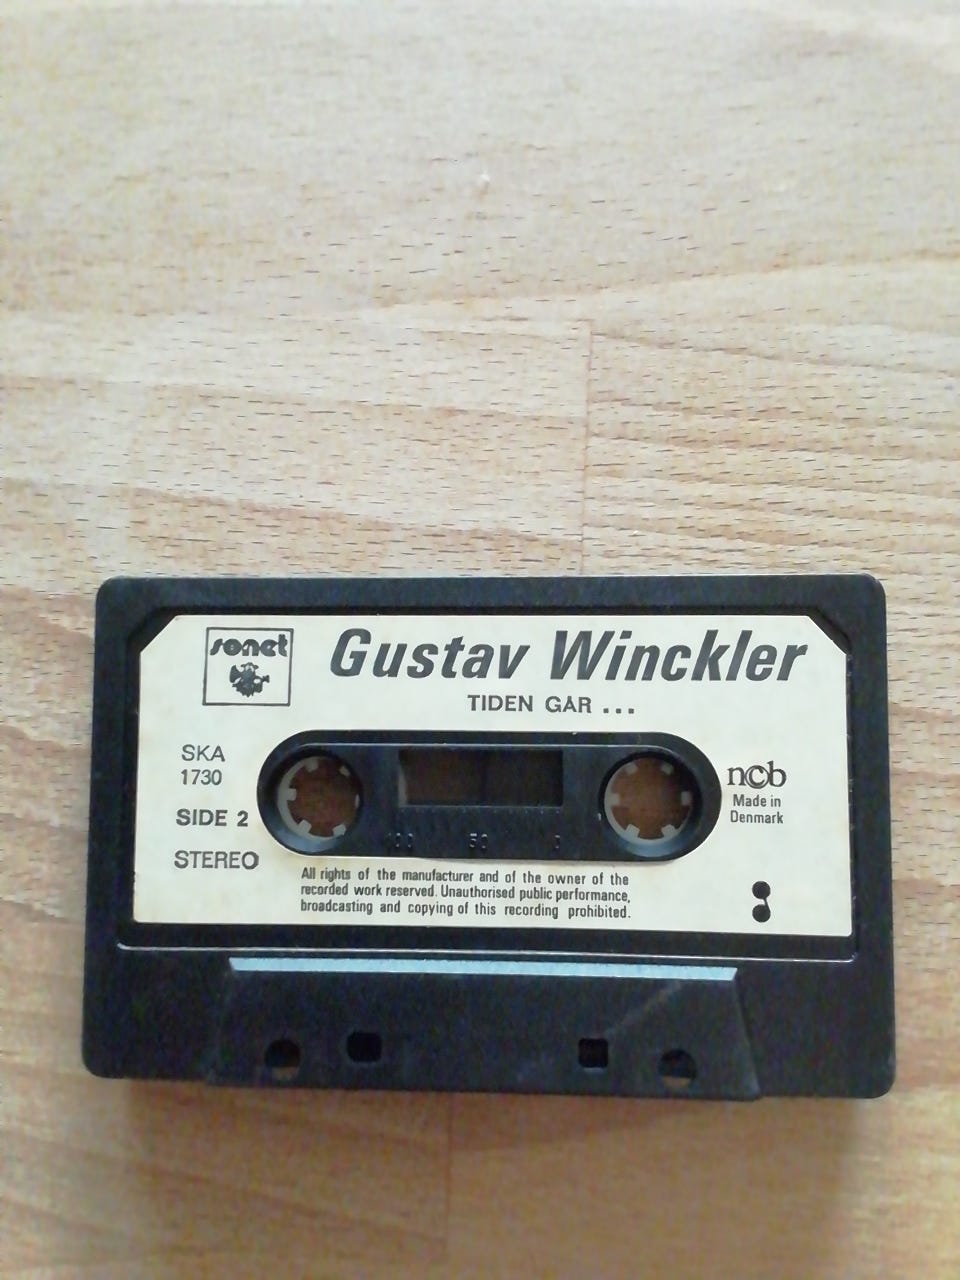 sonet
Gustav Winckler
TIDEN GAR ...
SKA
1730
SIDE 2
STEREO
ncb
Made in
Denmark
100 50 0
All rights of the manufacturer and of the owner of the
recorded work reserved. Unauthorised public performance,
broadcasting and copying of this recording prohibited.